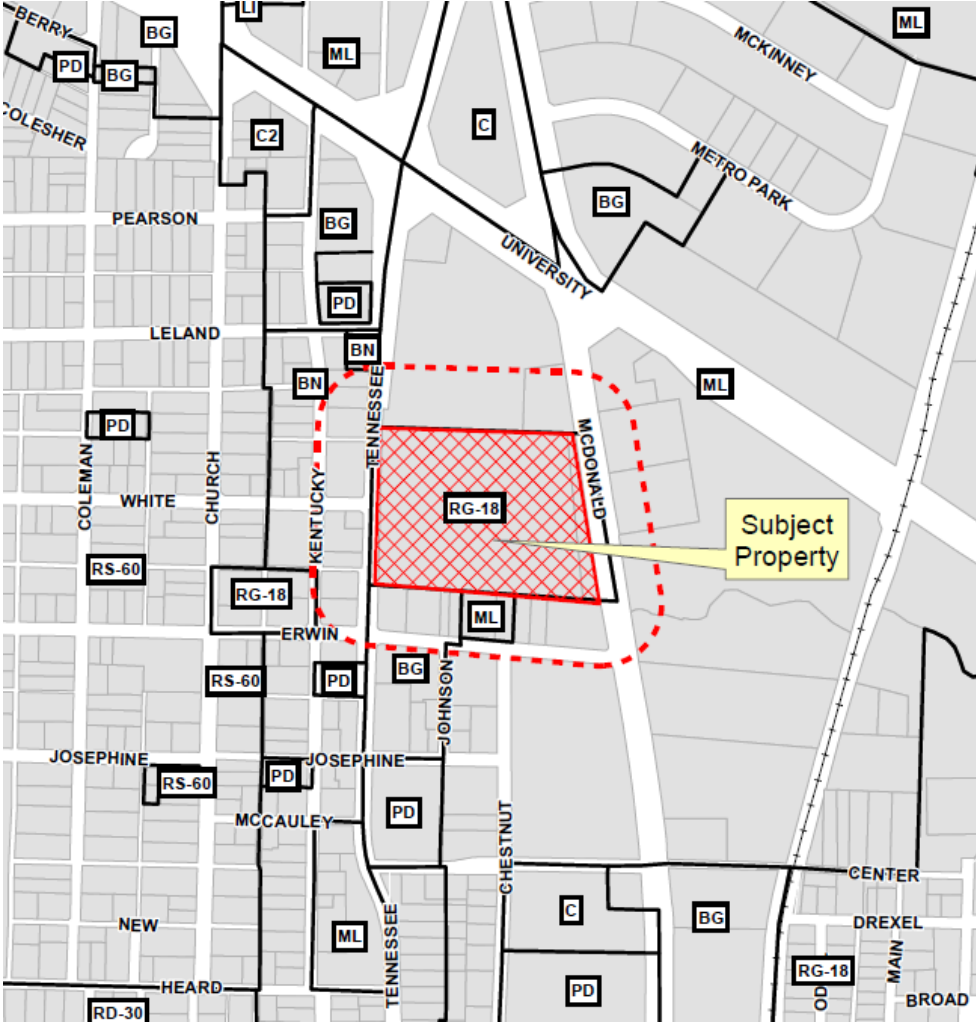 BERRY
BG
LI
ML
ML
PD
BG
MCKINNEY
COLESHER
C2
C
METRO PARK
PEARSON
BG
BG
UNIVERSITY
PD
LELAND
BN
BN
ML
TENNESSEE
PD
COLEMAN
CHURCH
KENTUCKY
MCDONALD
WHITE
RG-18
Subject
Property
RS-60
RG-18
ML
ERWIN
RS-60
PD
BG
JOHNSON
JOSEPHINE
JOSEPHINE
RS-60
PD
MCCAULEY
PD
CHESTNUT
CENTER
C
BG
NEW
ML
TENNESSEE
DREXEL
MAIN
RG-18
OD
HEARD
PD
BROAD
RD-30